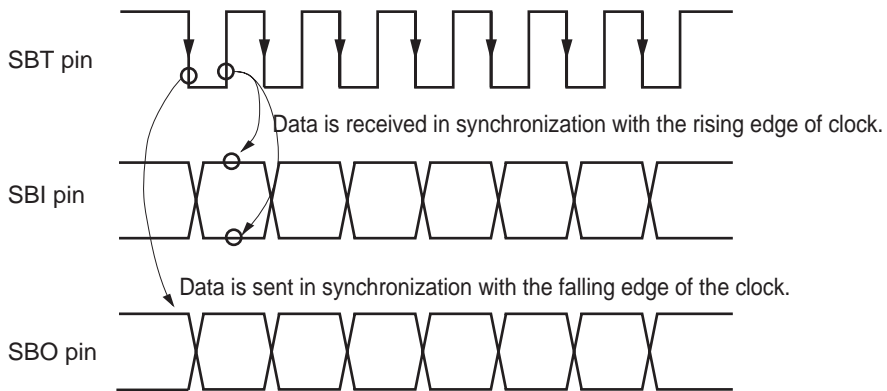 SBT pin
Data is received in synchronization with the rising edge of clock.
SBI pin
Data is sent in synchronization with the falling edge of the clock.
SBO pin